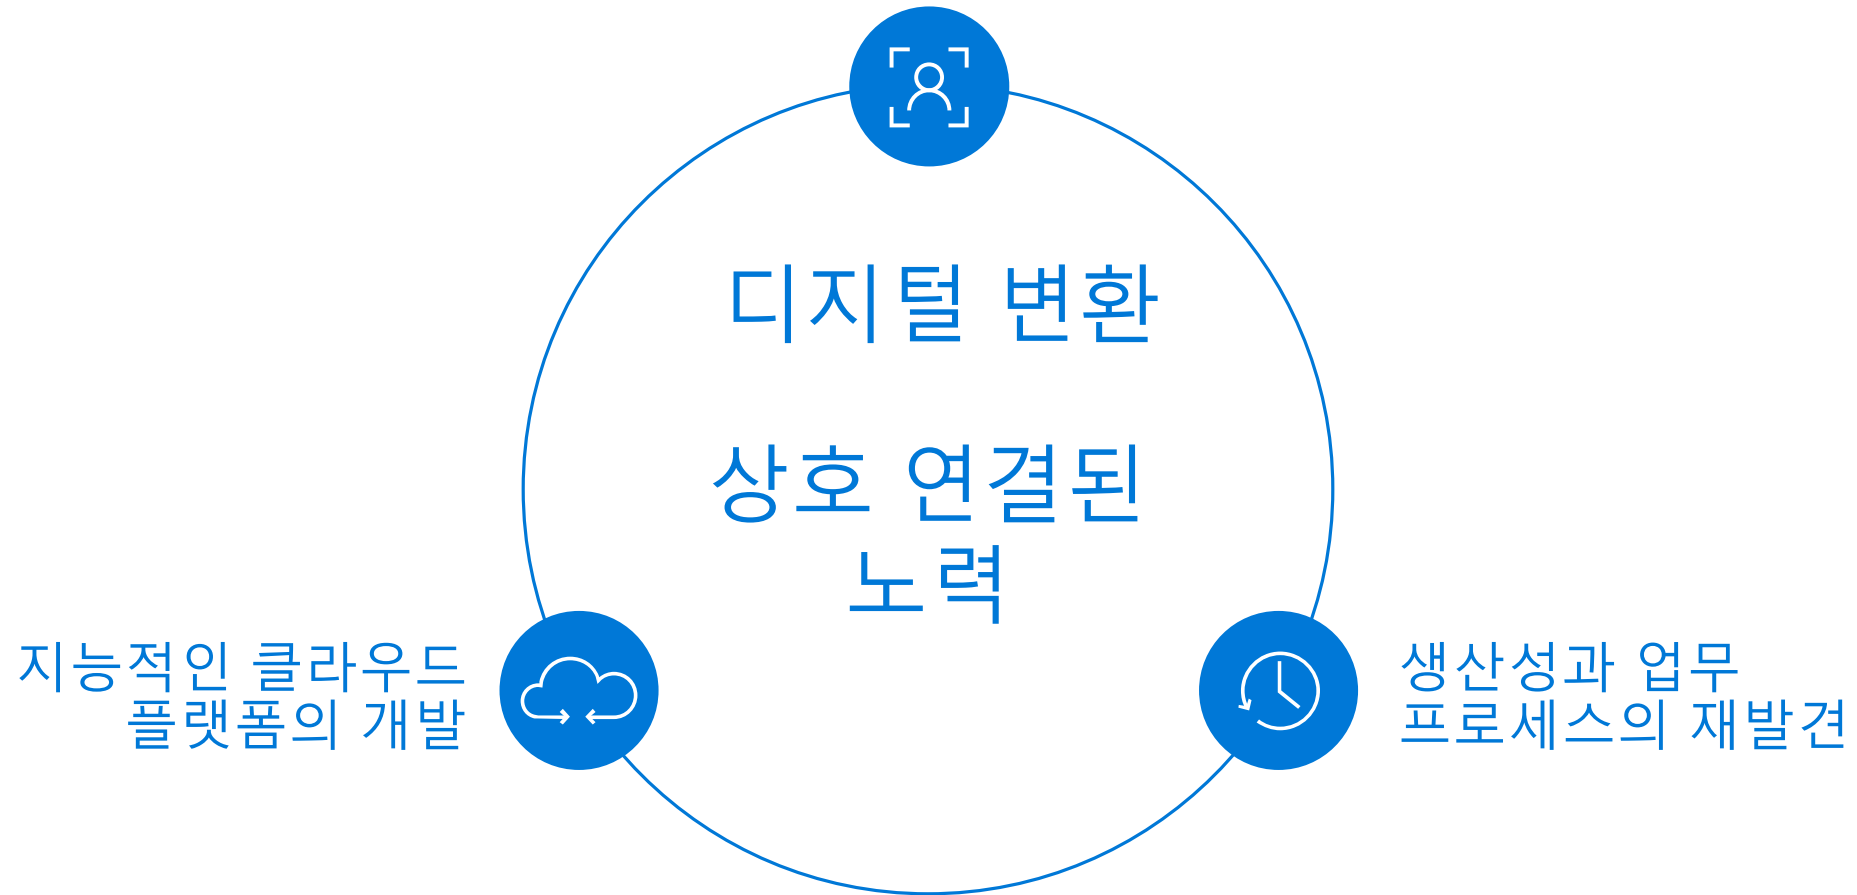 디지털 변환
상호 연결된
노력
지능적인 클라우드
플랫폼의 개발
생산성과 업무
프로세스의 재발견